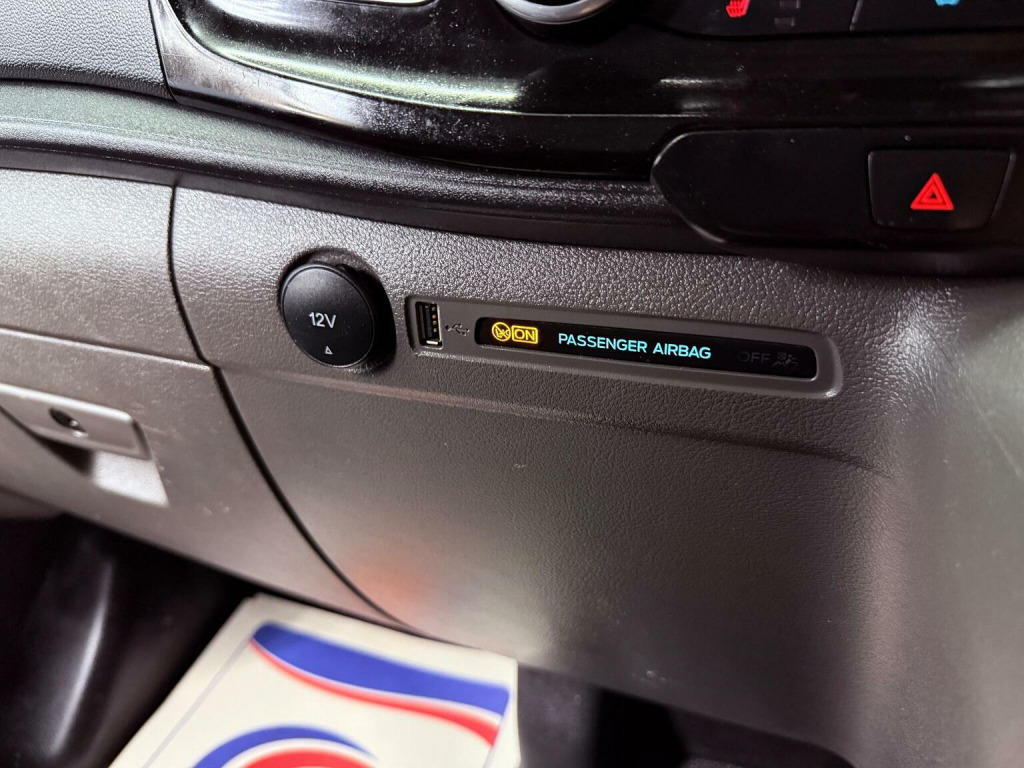 12V
ON PASSENGER AIRBAG OFF